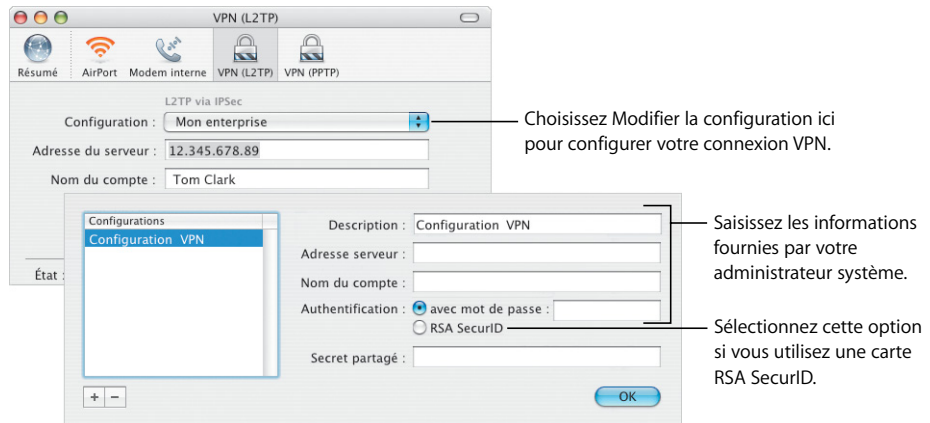 VPN (L2TP)
Résumé
AirPort
Modem interne
VPN (L2TP)
VPN (PPTP)
L2TP via IPSec
Configuration : Mon enterprise
Adresse du serveur : 12.345.678.89
Nom du compte : Tom Clark
État :
Choisissez Modifier la configuration ici
pour configurer votre connexion VPN.
Configurations
Configuration VPN
Description : Configuration VPN
Adresse serveur :
Nom du compte :
Authentification : avec mot de passe :
RSA SecurID
Secret partagé :
+ −
OK
Saisissez les informations
fournies par votre
administrateur système.
Sélectionnez cette option
si vous utilisez une carte
RSA SecurID.